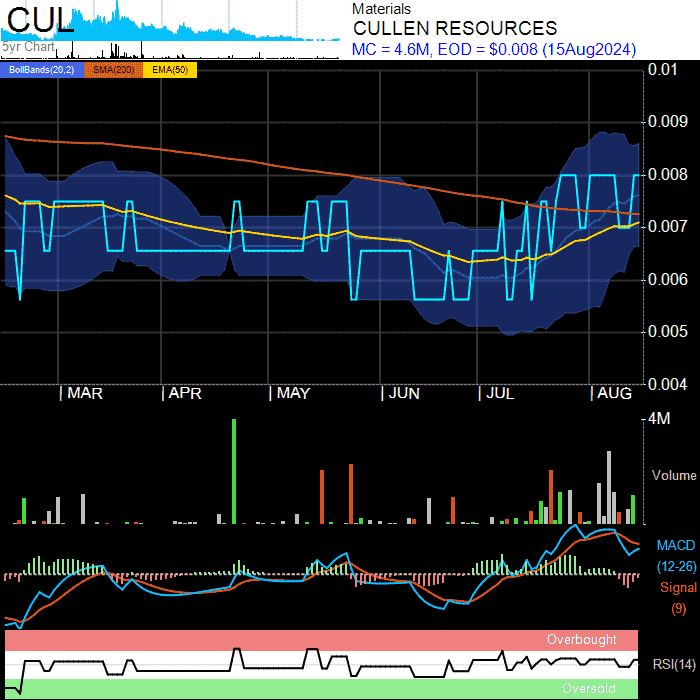 CUL
Materials
CULLEN RESOURCES
5yr Chart
MC = 4.6M, EOD = $0.008 (15Aug2024)
BollBands(20,2) SMA(200) EMA(50)
0.01
0.009
0.008
0.007
0.006
0.005
0.004
MAR APR MAY JUN JUL AUG
4M
Volume
MACD
(12-26)
Signal
(9)
Overbought
RSI(14)
Oversold